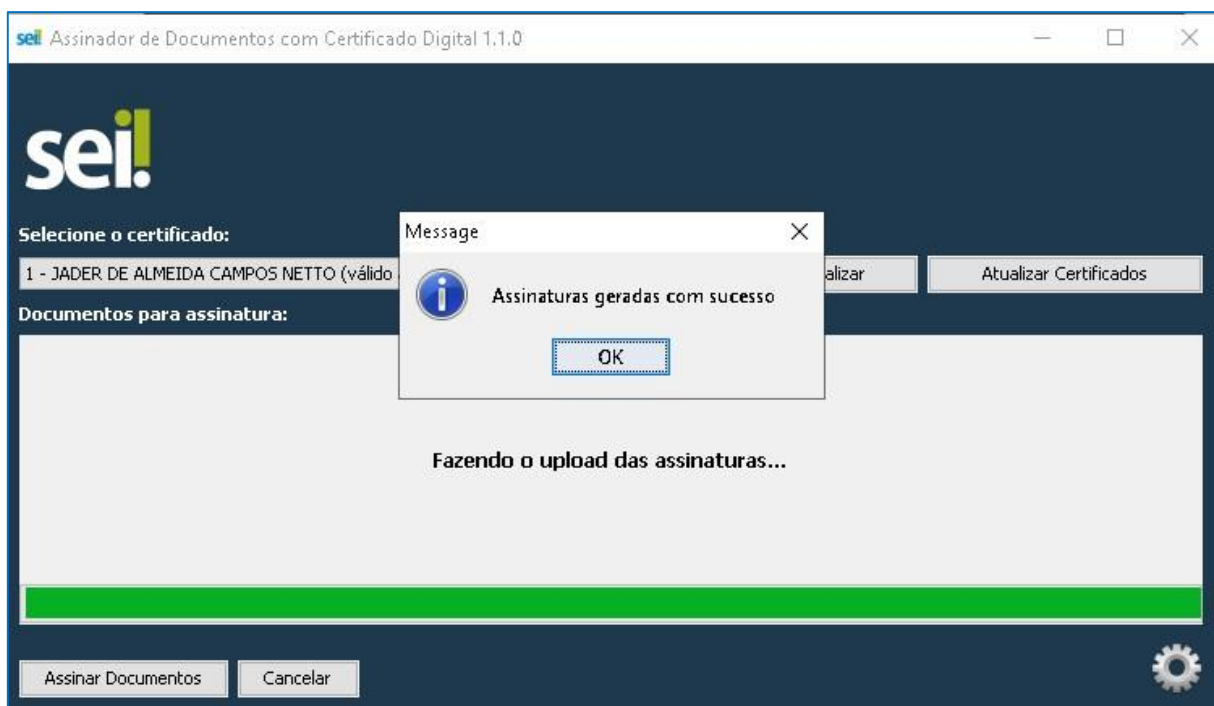 sei! Assinador de Documentos com Certificado Digital 1.1.0
sei!
Selecione o certificado:
Message
1 - JADER DE ALMEIDA CAMPOS NETTO (válido
alizar
Atualizar Certificados
Assinaturas geradas com sucesso
Documentos para assinatura:
OK
Fazendo o upload das assinaturas...
Assinar Documentos
Cancelar